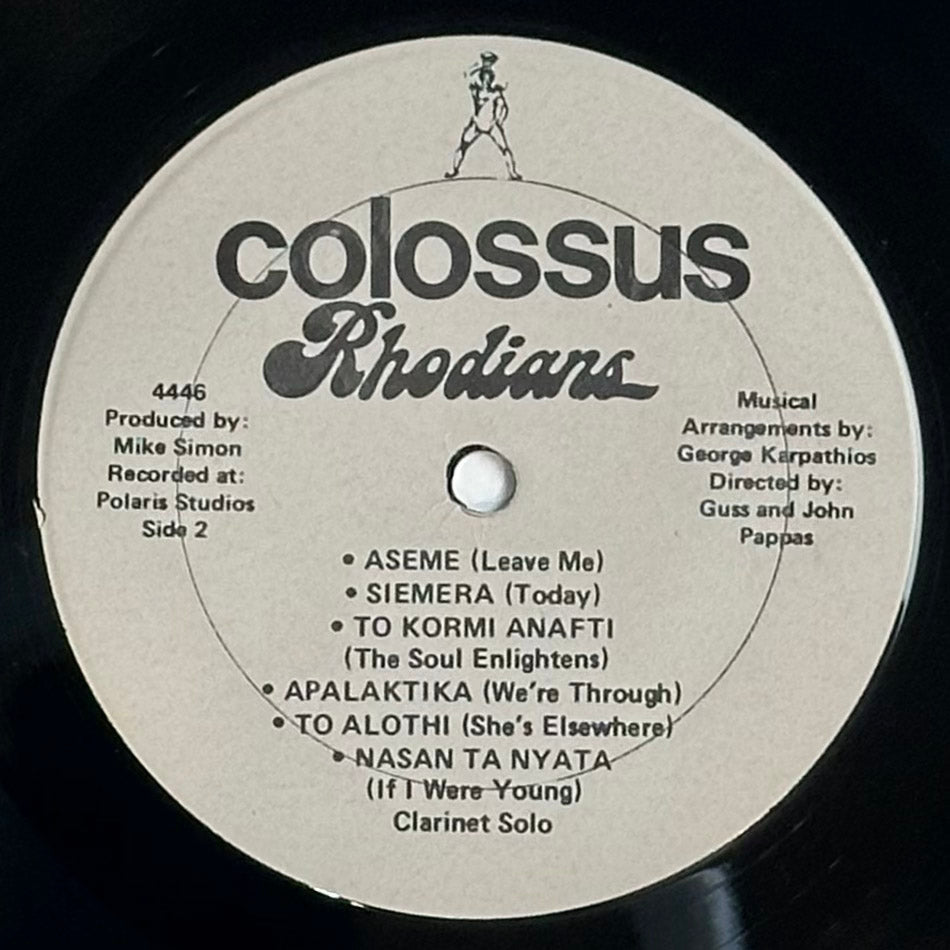 colossus
Rhodians
4446
Produced by:
Mike Simon
Recorded at:
Polaris Studios
Side 2
Musical
Arrangements by:
George Karpathios
Directed by:
Guss and John
Pappas
• ASEME (Leave Me)
• SIEMERA (Today)
• TO KORMI ANAFTI
(The Soul Enlightens)
• APALAKTIKA (We're Through)
• TO ALOTHI (She's Elsewhere)
• NASAN TA NYATA
(If I Were Young)
Clarinet Solo